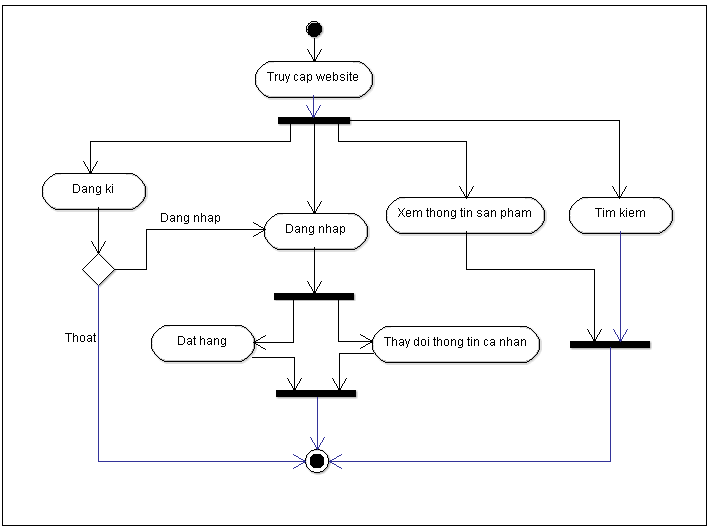 Truy cap website
Dang ki
Dang nhap
Dang nhap
Xem thong tin san pham
Tim kiem
Thoat
Dat hang
Thay doi thong tin ca nhan